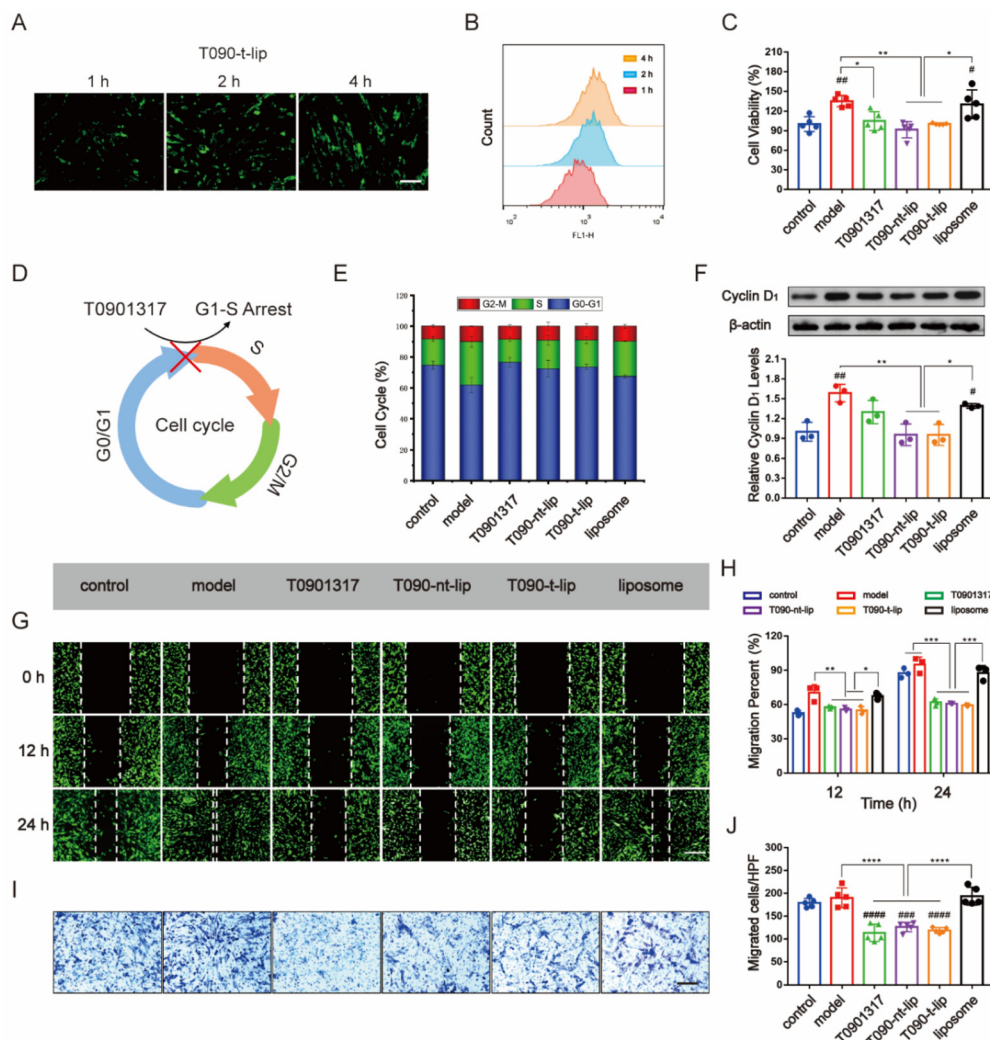 A
T090-t-lip
1 h 2 h 4 h
B
4 h
2 h
1 h
Count
10² 10³ 10⁴
FL1-H
C
Cell Viability (%)
210
180
150
120
90
60
30
0
** *
*
## #
control model T0901317 T090-nt-lip T090-t-lip liposome
D
T0901317 G1-S Arrest
S
G0/G1 Cell cycle
G2/M
E
G2-M S G0-G1
Cell Cycle (%)
120
100
80
60
40
20
0
control model T0901317 T090-nt-lip T090-t-lip liposome
F
Cyclin D1
β-actin
Relative Cyclin D1 Levels
2.1
1.8
1.5
1.2
0.9
0.6
0.3
0.0
** *
## #
control model T0901317 T090-nt-lip T090-t-lip liposome
control model T0901317 T090-nt-lip T090-t-lip liposome
G
0 h
12 h
24 h
H
control model T0901317
T090-nt-lip T090-t-lip liposome
Migration Percent (%)
120
90
60
30
0
** * *** ***
12 24
Time (h)
I
J
Migrated cells/HPF
300
250
200
150
100
50
0
**** ****
#### ### ####
control model T0901317 T090-nt-lip T090-t-lip liposome